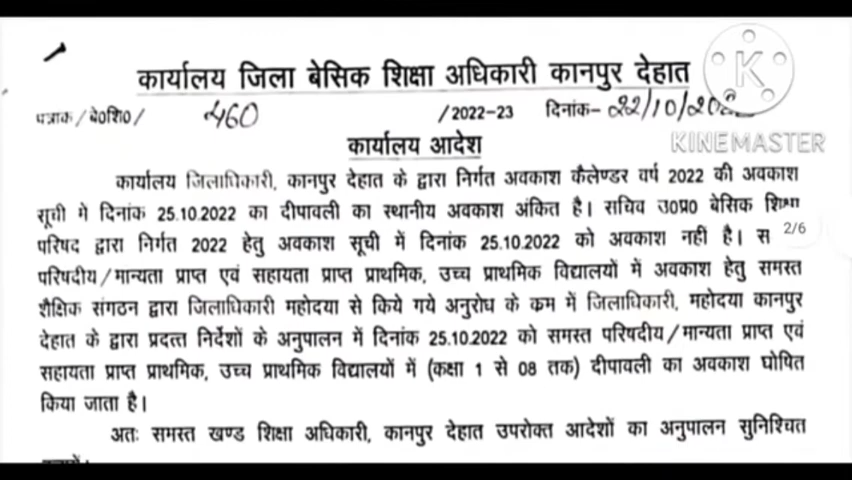 कार्यालय जिला बेसिक शिक्षा अधिकारी कानपुर देहात
पत्रांक/बे0शि0/ 460 /2022-23 दिनांक- 22/10/202
KINEMASTER
कार्यालय आदेश
कार्यालय जिलाधिकारी, कानपुर देहात के द्वारा निर्गत अवकाश कैलेण्डर वर्ष 2022 की अवकाश
सूची मे दिनांक 25.10.2022 का दीपावली का स्थानीय अवकाश अंकित है। सचिव उ0प्र0 बेसिक शिक्षा
परिषद द्वारा निर्गत 2022 हेतु अवकाश सूची में दिनांक 25.10.2022 को अवकाश नहीं है। स
2/6
परिषदीय/मान्यता प्राप्त एवं सहायता प्राप्त प्राथमिक, उच्च प्राथमिक विद्यालयों में अवकाश हेतु समस्त
शैक्षिक संगठन द्वारा जिलाधिकारी महोदया से किये गये अनुरोध के क्रम में जिलाधिकारी, महोदया कानपुर
देहात के द्वारा प्रदत्त निर्देशों के अनुपालन में दिनांक 25.10.2022 को समस्त परिषदीय/मान्यता प्राप्त एवं
सहायता प्राप्त प्राथमिक, उच्च प्राथमिक विद्यालयों में (कक्षा 1 से 08 तक) दीपावली का अवकाश घोषित
किया जाता है।
अतः समस्त खण्ड शिक्षा अधिकारी, कानपुर देहात उपरोक्त आदेशों का अनुपालन सुनिश्चित